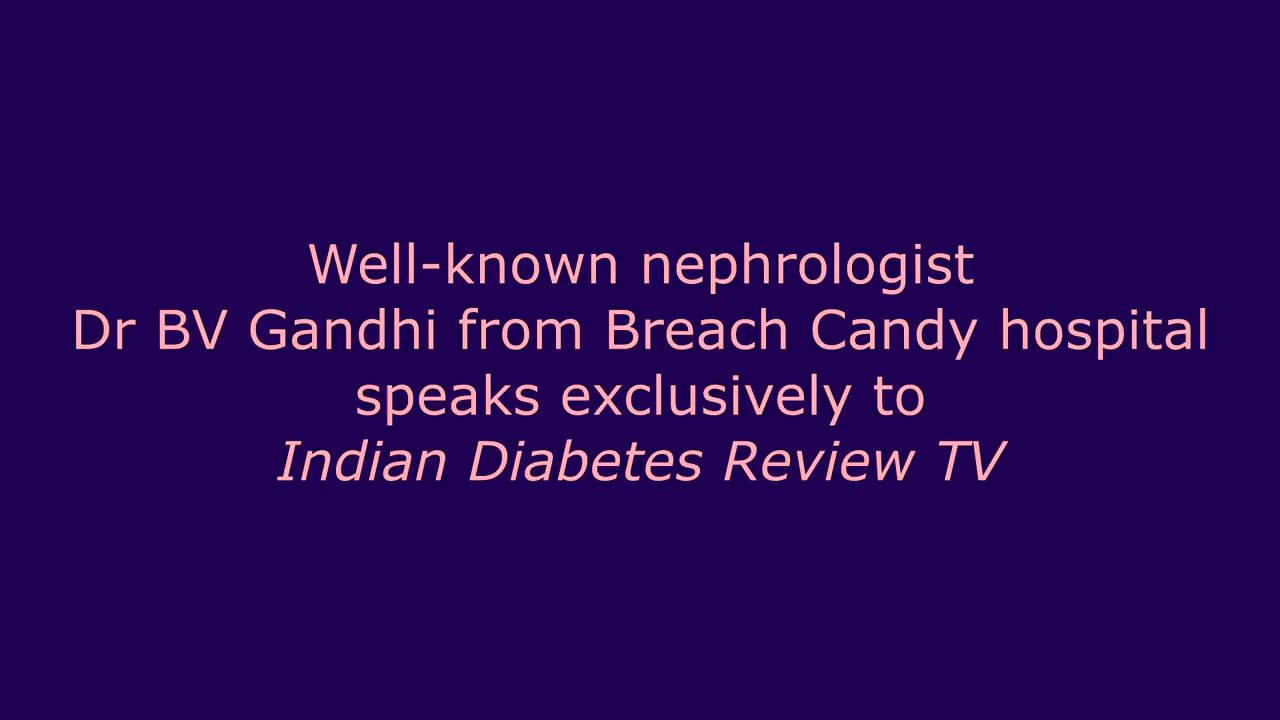 Well-known nephrologist
Dr BV Gandhi from Breach Candy hospital
speaks exclusively to
Indian Diabetes Review TV